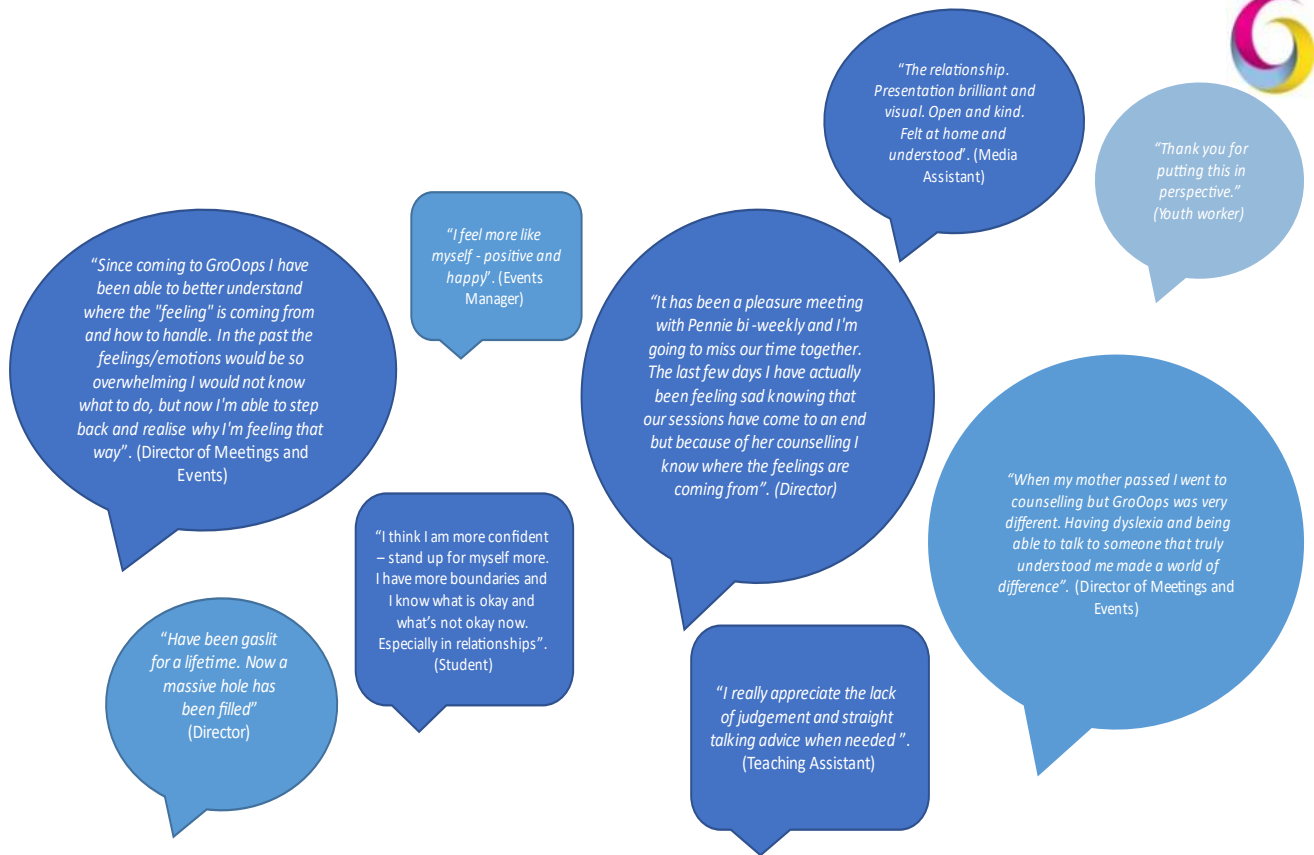 “The relationship.
Presentation brilliant and
visual. Open and kind.
Felt at home and
understood”. (Media
Assistant)
“Thank you for
putting this in
perspective.”
(Youth worker)
“I feel more like
myself - positive and
happy”. (Events
Manager)
“Since coming to GroOops I have
been able to better understand
where the "feeling" is coming from
and how to handle. In the past the
feelings/emotions would be so
overwhelming I would not know
what to do, but now I'm able to step
back and realise why I'm feeling that
way”. (Director of Meetings and
Events)
“It has been a pleasure meeting
with Pennie bi -weekly and I'm
going to miss our time together.
The last few days I have actually
been feeling sad knowing that
our sessions have come to an end
but because of her counselling I
know where the feelings are
coming from”. (Director)
“When my mother passed I went to
counselling but GroOops was very
different. Having dyslexia and being
able to talk to someone that truly
understood me made a world of
difference”. (Director of Meetings and
Events)
“I think I am more confident
– stand up for myself more.
I have more boundaries and
I know what is okay and
what’s not okay now.
Especially in relationships”.
(Student)
“Have been gaslit
for a lifetime. Now a
massive hole has
been filled”
(Director)
“I really appreciate the lack
of judgement and straight
talking advice when needed ”.
(Teaching Assistant)